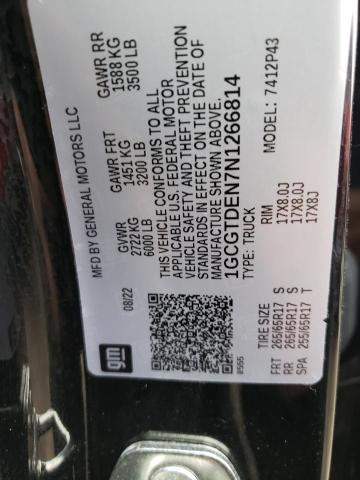 MFD BY GENERAL MOTORS LLC
08/22 GVWR GAWR FRT GAWR RR
2722 KG 1451 KG 1588 KG
6000 LB 3200 LB 3500 LB
THIS VEHICLE CONFORMS TO ALL
APPLICABLE U.S. FEDERAL MOTOR
VEHICLE SAFETY AND THEFT PREVENTION
STANDARDS IN EFFECT ON THE DATE OF
MANUFACTURE SHOWN ABOVE.
1GCGTDEN7N1266814
TYPE: TRUCK MODEL: 7412P43
gm
TIRE SIZE RIM
FRT 265/65R17 S 17X8.0J
RR 265/65R17 S 17X8.0J
SPA 255/65R17 T 17X8J